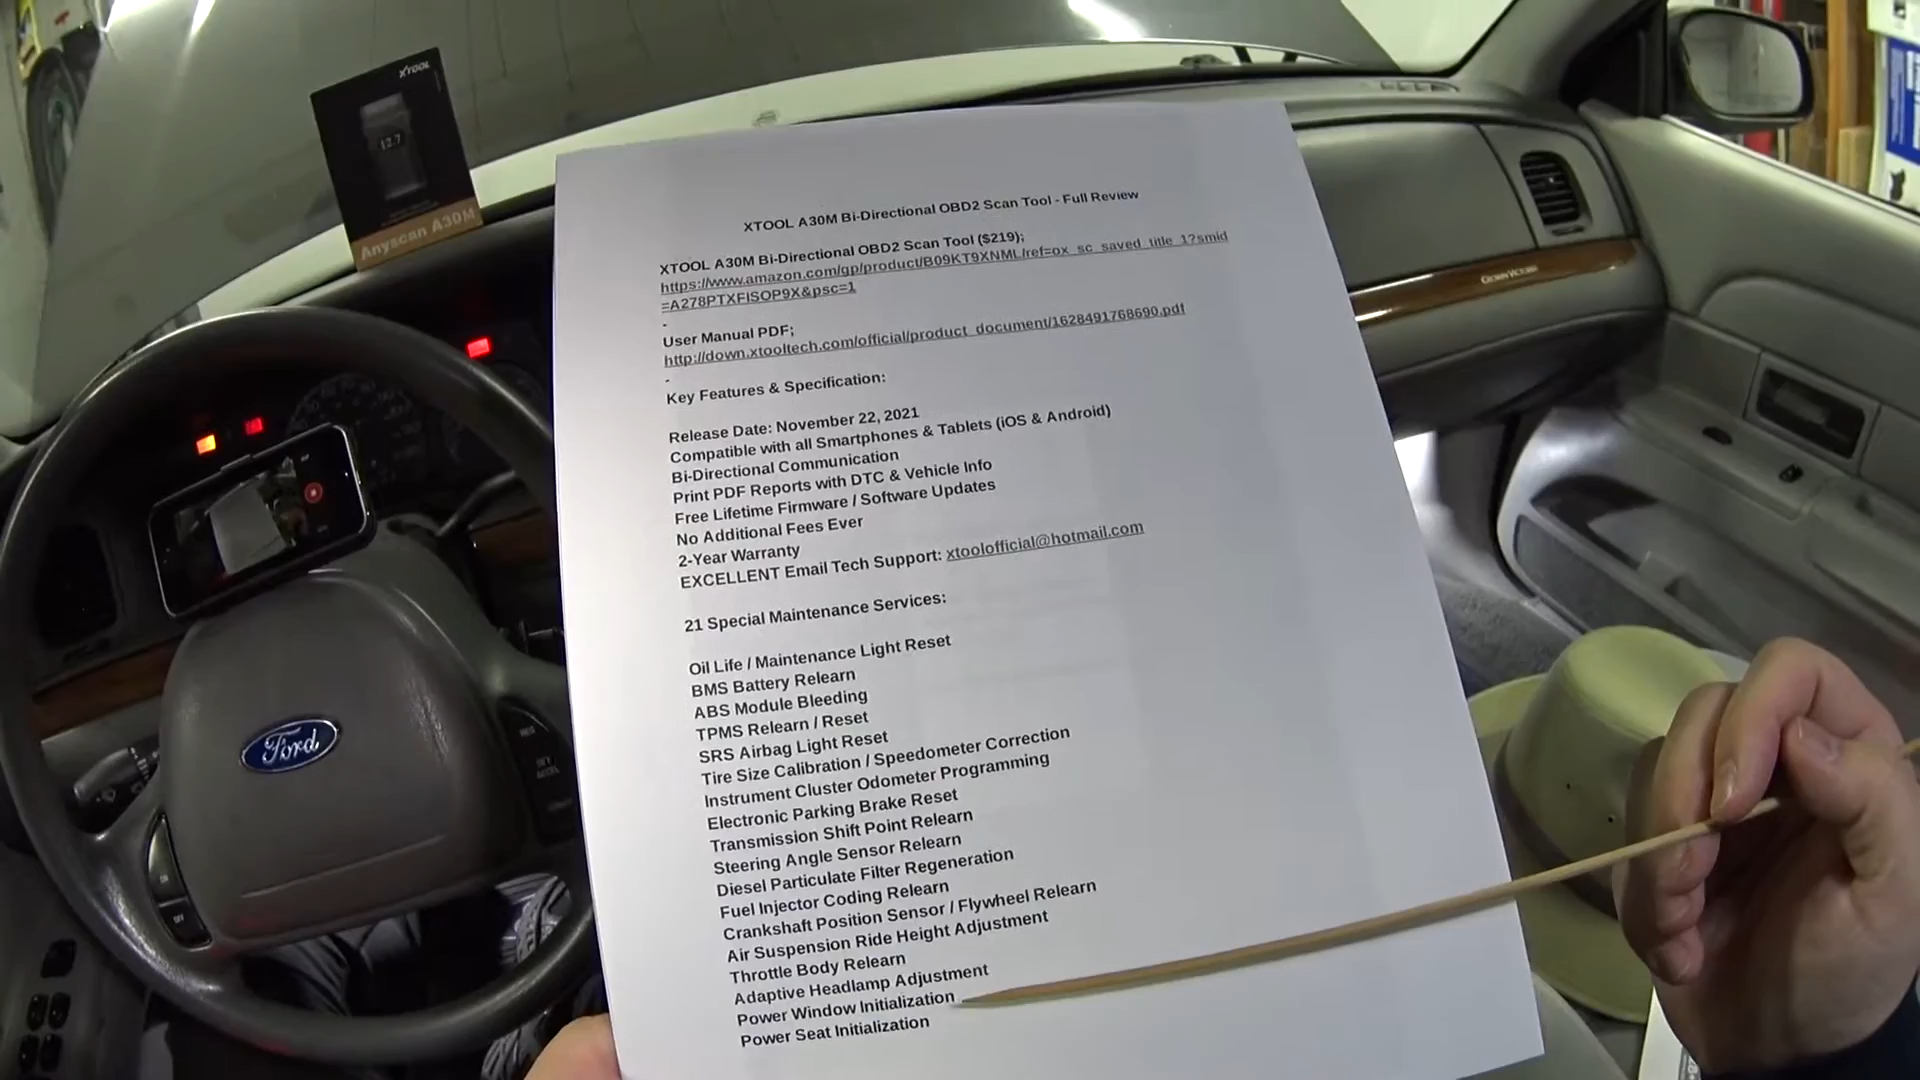 XTOOL
12.7
Anyscan A30M
XTOOL A30M Bi-Directional OBD2 Scan Tool - Full Review
XTOOL A30M Bi-Directional OBD2 Scan Tool ($219);
https://www.amazon.com/gp/product/B09KT9XNML/ref=ox_sc_saved_title_1?smid
=A278PTXFISOP9X&psc=1
-
User Manual PDF;
http://down.xtooltech.com/official/product_document/1628491768690.pdf
-
Key Features & Specification:
Release Date: November 22, 2021
Compatible with all Smartphones & Tablets (iOS & Android)
Bi-Directional Communication
Print PDF Reports with DTC & Vehicle Info
Free Lifetime Firmware / Software Updates
No Additional Fees Ever
2-Year Warranty
EXCELLENT Email Tech Support: xtoolofficial@hotmail.com
21 Special Maintenance Services:
Oil Life / Maintenance Light Reset
BMS Battery Relearn
ABS Module Bleeding
TPMS Relearn / Reset
SRS Airbag Light Reset
Tire Size Calibration / Speedometer Correction
Instrument Cluster Odometer Programming
Electronic Parking Brake Reset
Transmission Shift Point Relearn
Steering Angle Sensor Relearn
Diesel Particulate Filter Regeneration
Fuel Injector Coding Relearn
Crankshaft Position Sensor / Flywheel Relearn
Air Suspension Ride Height Adjustment
Throttle Body Relearn
Adaptive Headlamp Adjustment
Power Window Initialization
Power Seat Initialization
Ford
OFF
Crown Victoria